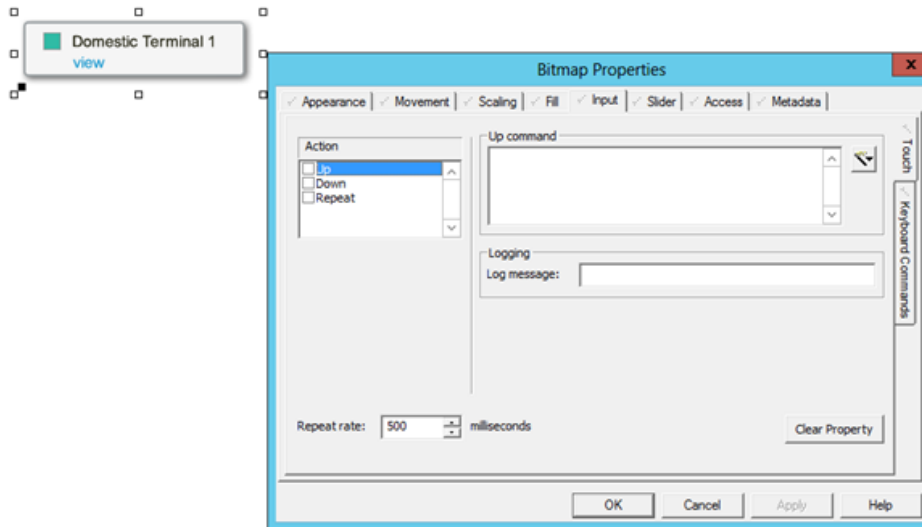 Domestic Terminal 1
view
Bitmap Properties
x
Appearance Movement Scaling Fill Input Slider Access Metadata
Action
Up
Down
Repeat
Up command
Logging
Log message:
Touch
Keyboard Commands
Repeat rate: 500 milliseconds
Clear Property
OK Cancel Apply Help